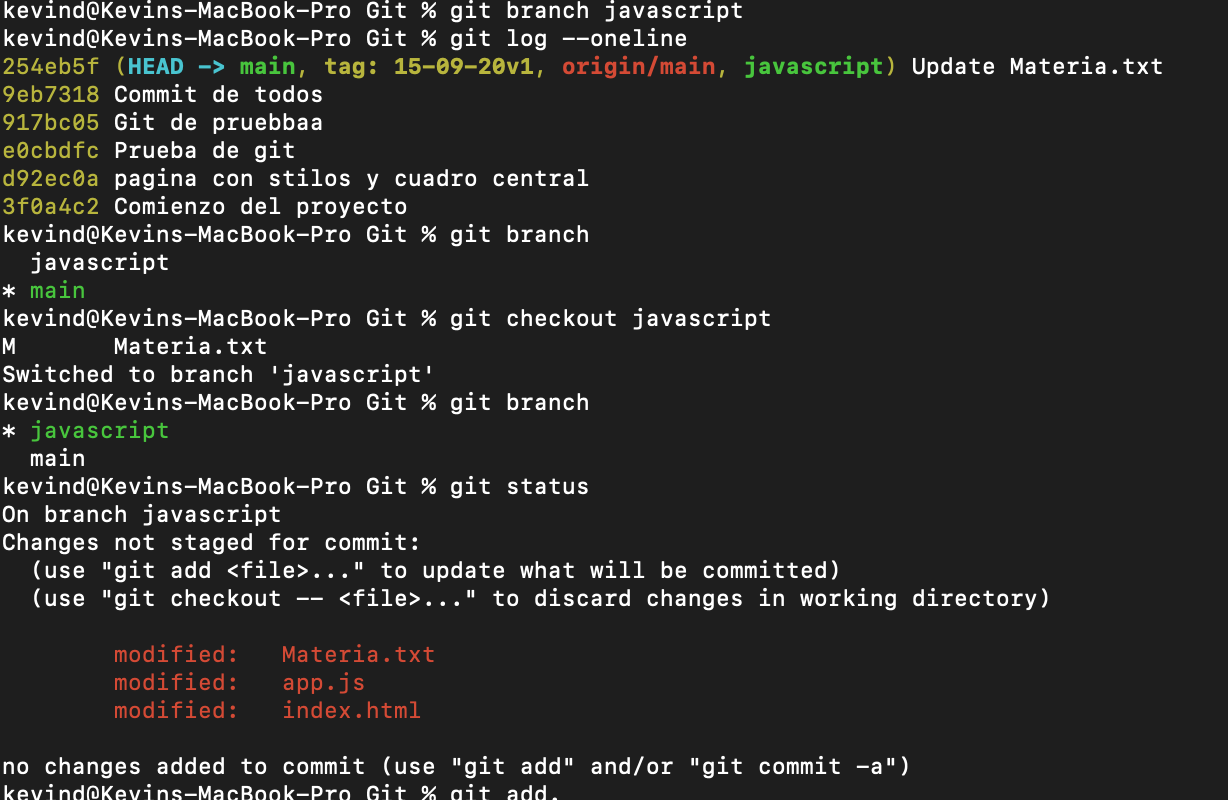 kevind@Kevins-MacBook-Pro Git % git branch javascript
kevind@Kevins-MacBook-Pro Git % git log --oneline
254eb5f (HEAD -> main, tag: 15-09-20v1, origin/main, javascript) Update Materia.txt
9eb7318 Commit de todos
917bc05 Git de pruebbaa
e0cbdfc Prueba de git
d92ec0a pagina con stilos y cuadro central
3f0a4c2 Comienzo del proyecto
kevind@Kevins-MacBook-Pro Git % git branch
  javascript
* main
kevind@Kevins-MacBook-Pro Git % git checkout javascript
M       Materia.txt
Switched to branch 'javascript'
kevind@Kevins-MacBook-Pro Git % git branch
* javascript
  main
kevind@Kevins-MacBook-Pro Git % git status
On branch javascript
Changes not staged for commit:
  (use "git add <file>..." to update what will be committed)
  (use "git checkout -- <file>..." to discard changes in working directory)
        modified:   Materia.txt
        modified:   app.js
        modified:   index.html
no changes added to commit (use "git add" and/or "git commit -a")
kevind@Kevins-MacBook-Pro Git % git add.